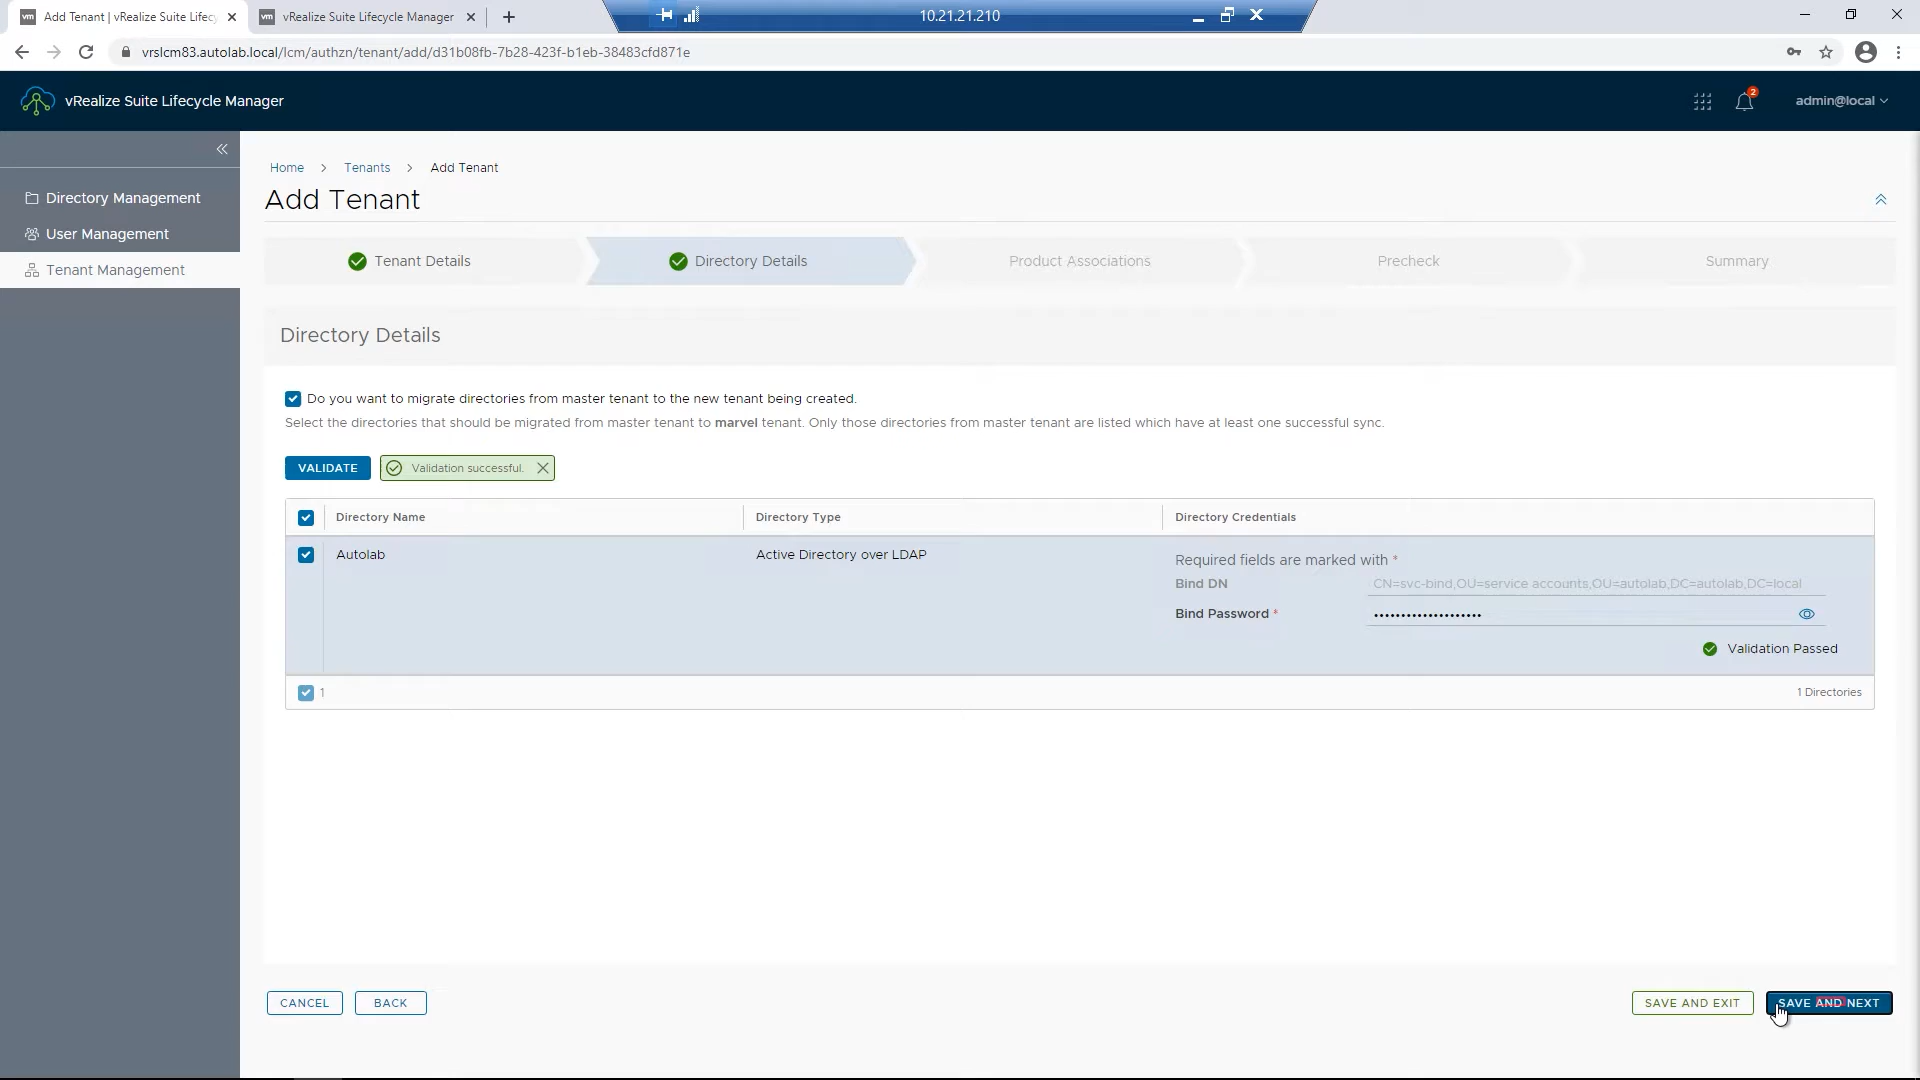 Add Tenant | vRealize Suite Lifec
vRealize Suite Lifecycle Manager
10.21.21.210
vrslcm83.autolab.local/lcm/authzn/tenant/add/d31b08fb-7b28-423f-b1eb-38483cfd871e
vRealize Suite Lifecycle Manager
2
admin@local
Directory Management
User Management
Tenant Management
Home > Tenants > Add Tenant
Add Tenant
Tenant Details
Directory Details
Product Associations
Precheck
Summary
Directory Details
Do you want to migrate directories from master tenant to the new tenant being created.
Select the directories that should be migrated from master tenant to marvel tenant. Only those directories from master tenant are listed which have at least one successful sync.
VALIDATE
Validation successful.
Directory Name Directory Type Directory Credentials
Autolab Active Directory over LDAP
Required fields are marked with *
Bind DN CN=svc-bind,OU=service accounts,OU=autolab,DC=autolab,DC=local
Bind Password * ••••••••••••••••••••
Validation Passed
1
1 Directories
CANCEL
BACK
SAVE AND EXIT
SAVE AND NEXT